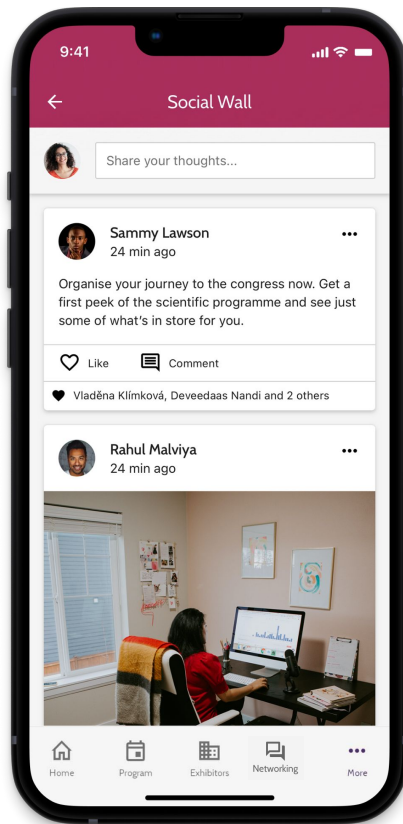 9:41
Social Wall
Share your thoughts...
Sammy Lawson
24 min ago
Organise your journey to the congress now. Get a
first peek of the scientific programme and see just
some of what's in store for you.
Like Comment
Vladěna Klímková, Deveedaas Nandi and 2 others
Rahul Malviya
24 min ago
Home Program Exhibitors Networking More